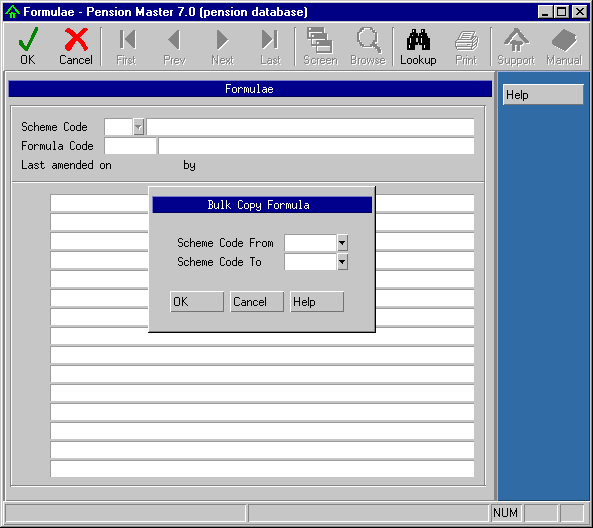 Formulae - Pension Master 7.0 (pension database)
OK Cancel First Prev Next Last Screen Browse Lookup Print Support Manual
Formulae
Help
Scheme Code
Formula Code
Last amended on by
Bulk Copy Formula
Scheme Code From
Scheme Code To
OK Cancel Help
NUM